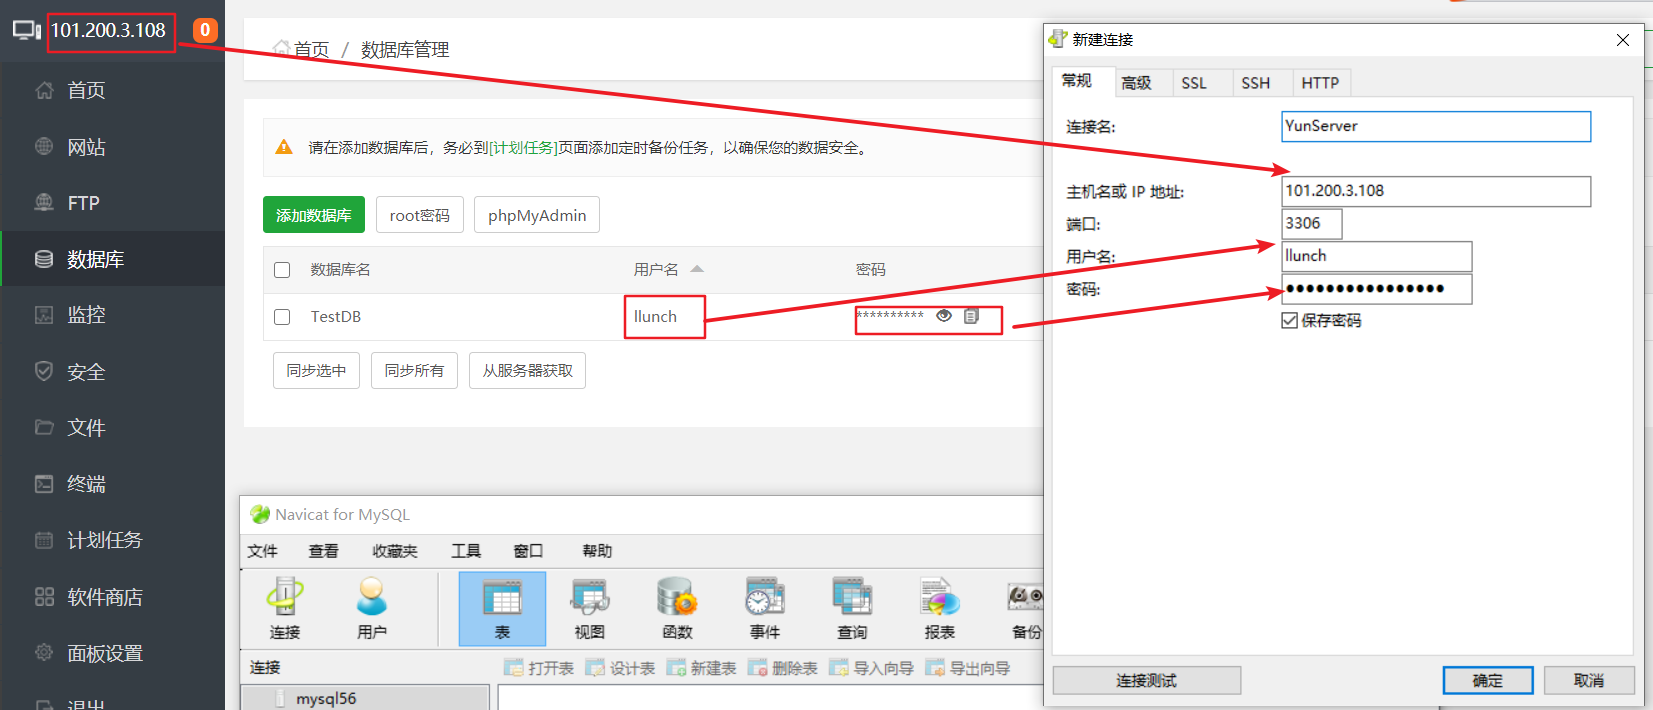 101.200.3.108
0
首页
网站
FTP
数据库
监控
安全
文件
终端
计划任务
软件商店
面板设置
退出
首页 / 数据库管理
请在添加数据库后，务必到[计划任务]页面添加定时备份任务，以确保您的数据安全。
添加数据库 root密码 phpMyAdmin
数据库名 用户名 密码
TestDB llunch **********
同步选中 同步所有 从服务器获取
Navicat for MySQL
文件 查看 收藏夹 工具 窗口 帮助
连接 用户 表 视图 函数 事件 查询 报表 备份
连接 打开表 设计表 新建表 删除表 导入向导 导出向导
mysql56
新建连接
常规 高级 SSL SSH HTTP
连接名: YunServer
主机名或 IP 地址: 101.200.3.108
端口: 3306
用户名: llunch
密码: ●●●●●●●●●●●●●●●●
保存密码
连接测试 确定 取消